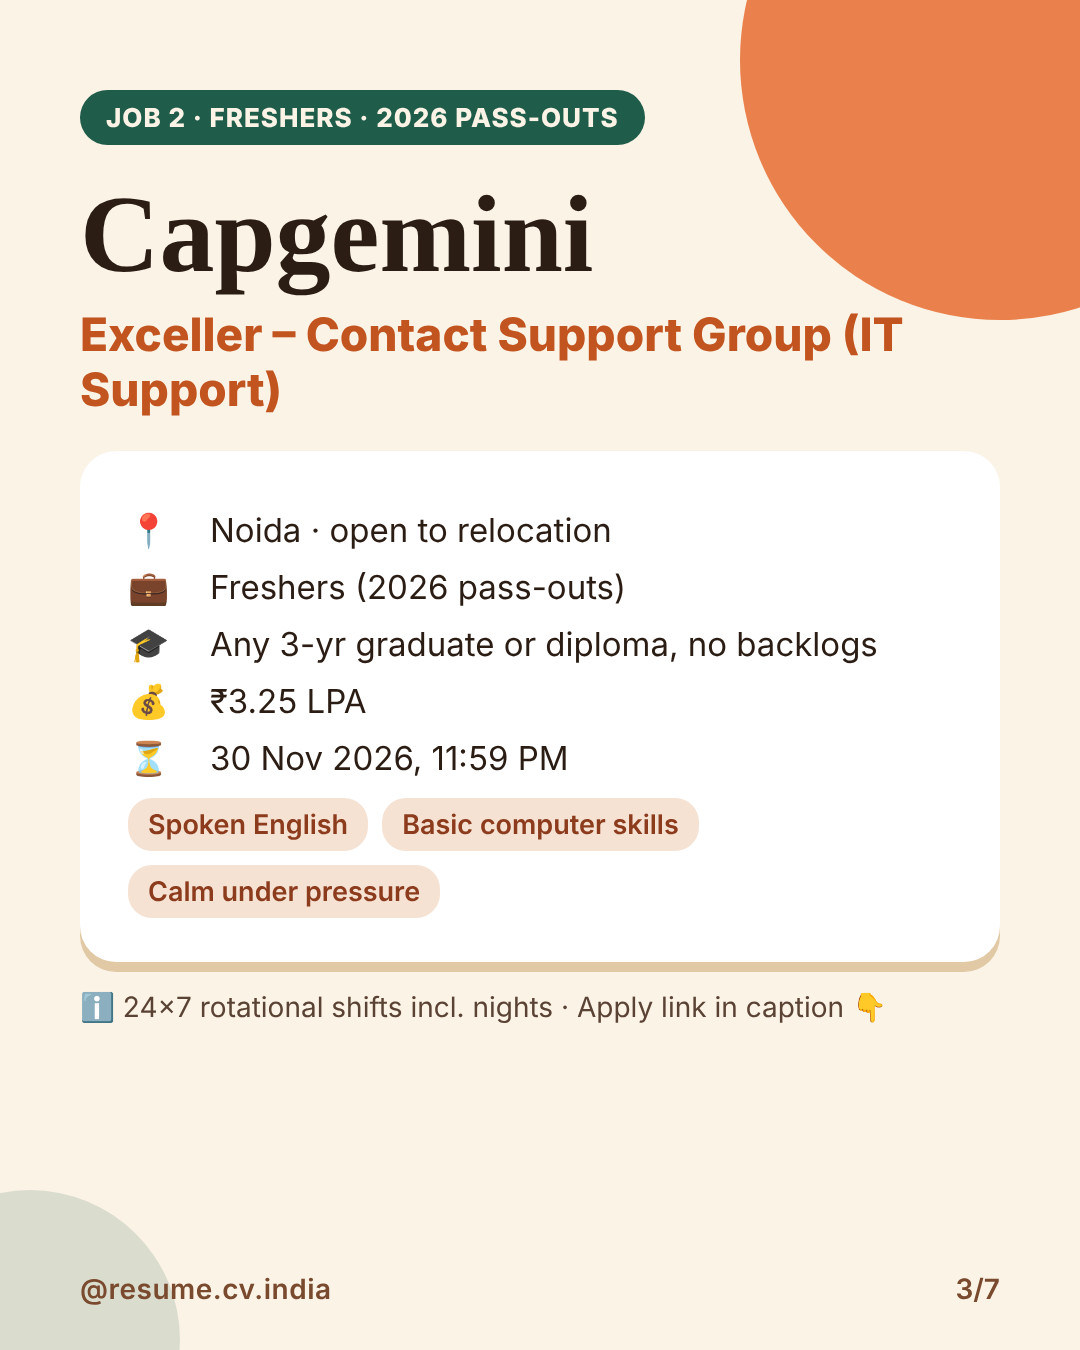 JOB 2 · FRESHERS · 2026 PASS-OUTS
Capgemini
Exceller – Contact Support Group (IT
Support)
📍 Noida · open to relocation
💼 Freshers (2026 pass-outs)
🎓 Any 3-yr graduate or diploma, no backlogs
💰 ₹3.25 LPA
⏳ 30 Nov 2026, 11:59 PM
Spoken English Basic computer skills
Calm under pressure
ℹ️ 24×7 rotational shifts incl. nights · Apply link in caption 👇
@resume.cv.india 3/7